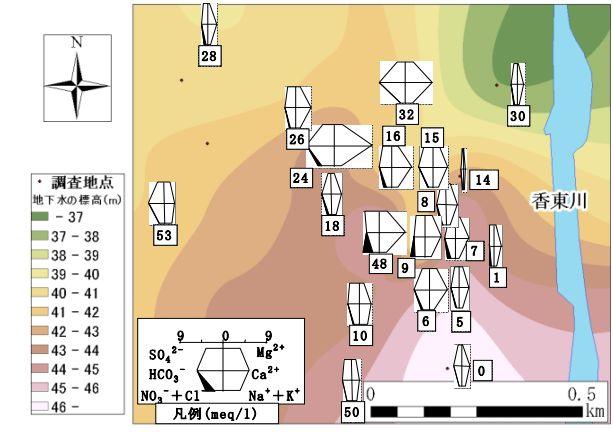 N
28
30
32
26
16
15
24
14
8
18
香東川
53
48
9
7
1
10
6
5
0
50
調査地点
地下水の標高(m)
- 37
37 - 38
38 - 39
39 - 40
40 - 41
41 - 42
42 - 43
43 - 44
44 - 45
45 - 46
46 -
9 0 9
SO₄²⁻ Mg²⁺
HCO₃⁻ Ca²⁺
NO₃⁻+Cl Na⁺+K⁺
凡例(meq/l)
0 0.5
km